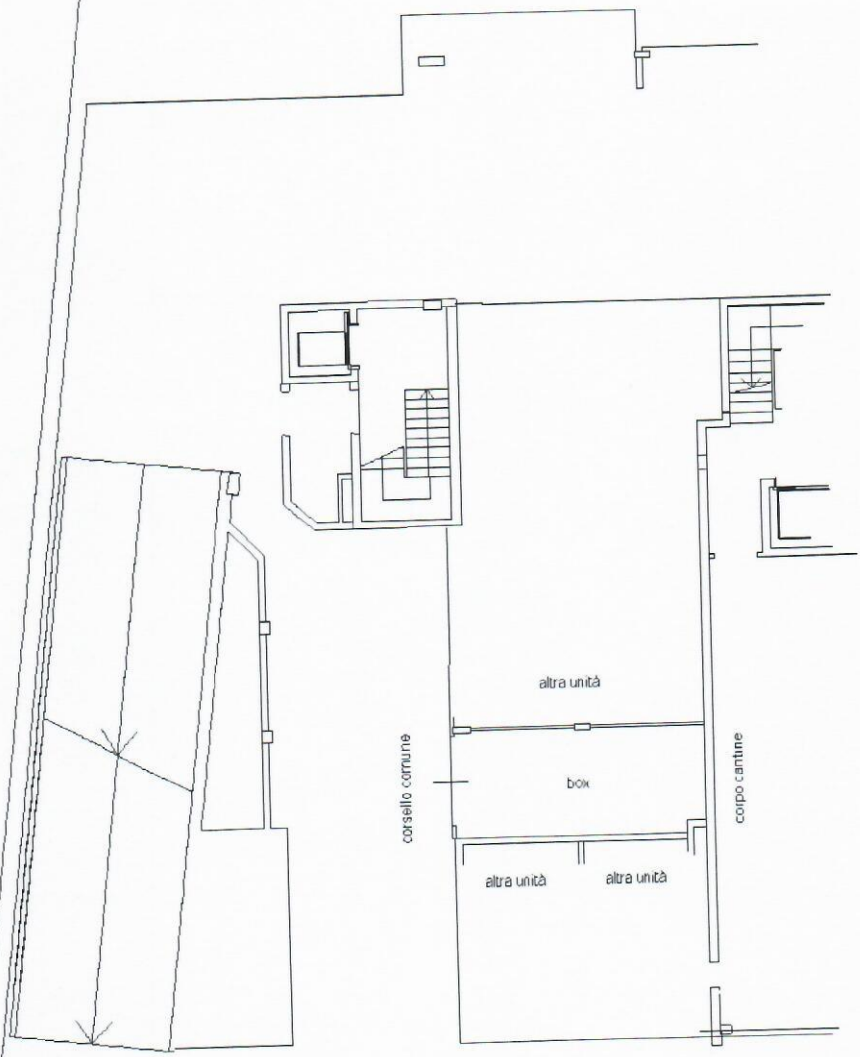 altra unità
corsello comune
box
corpo cantine
altra unità
altra unità